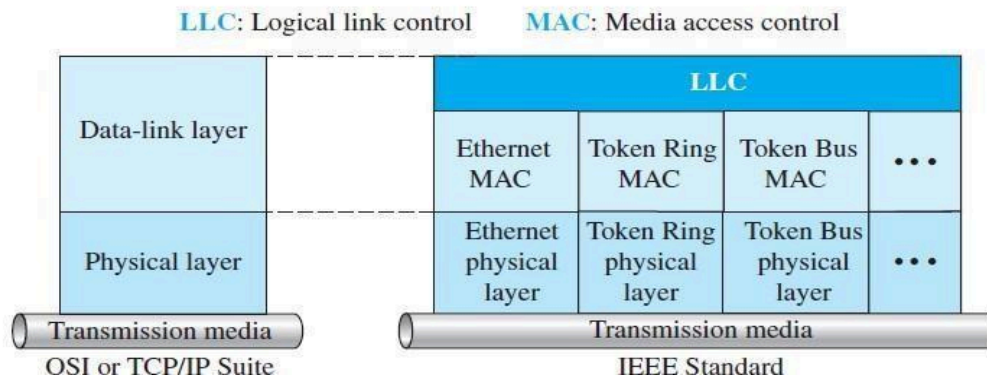 LLC: Logical link control MAC: Media access control
Data-link layer
Physical layer
Transmission media
OSI or TCP/IP Suite
LLC
Ethernet MAC
Token Ring MAC
Token Bus MAC
•••
Ethernet physical layer
Token Ring physical layer
Token Bus physical layer
•••
Transmission media
IEEE Standard